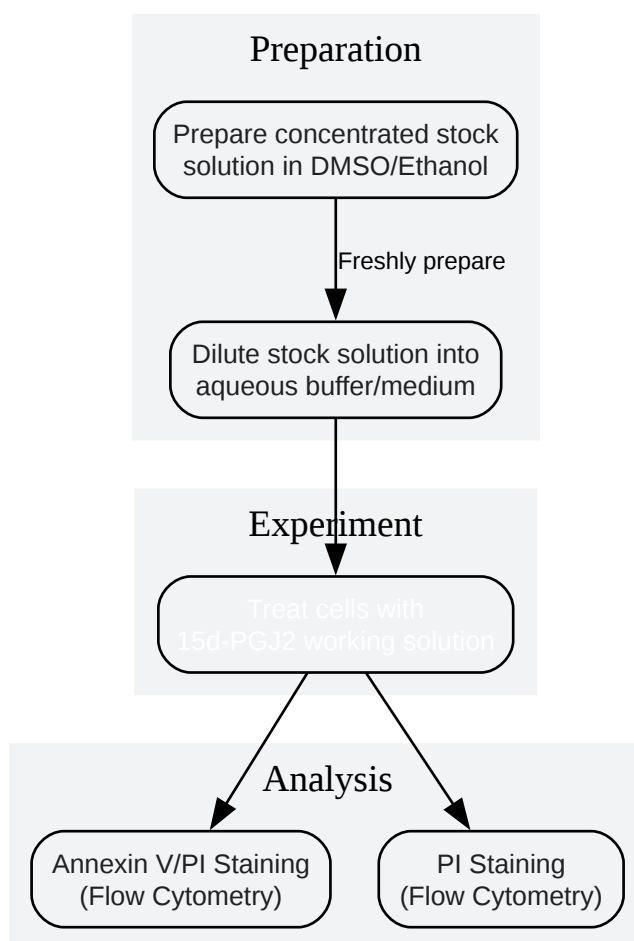 Preparation
Prepare concentrated stock
solution in DMSO/Ethanol
Freshly prepare
Dilute stock solution into
aqueous buffer/medium
Experiment
Treat cells with
15d-PGJ2 working solution
Analysis
Annexin V/PI Staining
(Flow Cytometry)
PI Staining
(Flow Cytometry)